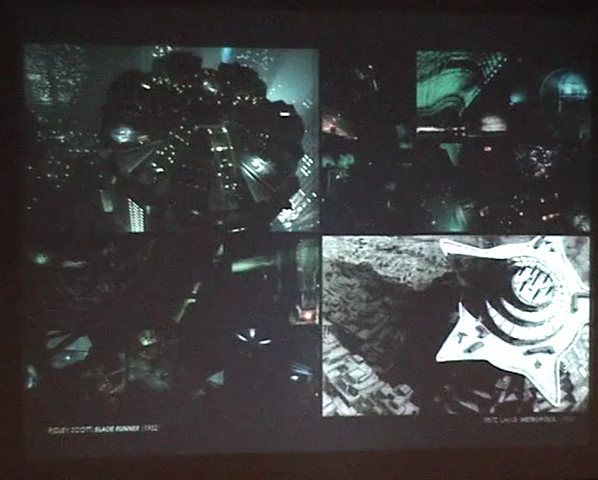 RIDLEY SCOTT, BLADE RUNNER (1982)
FRITZ LANG, METROPOLIS,